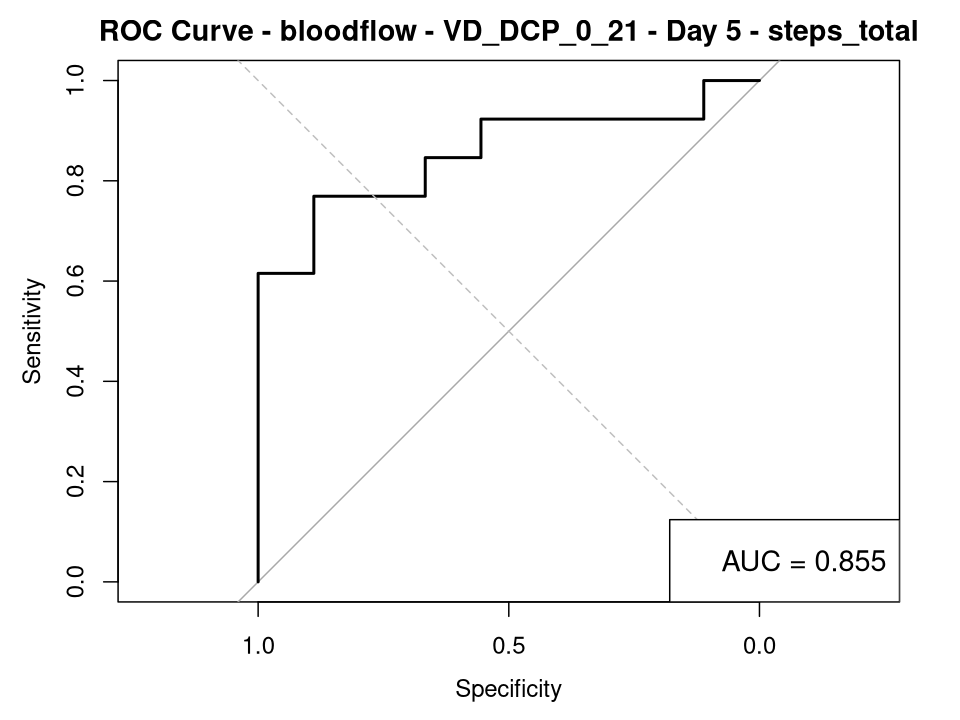 ROC Curve - bloodflow - VD_DCP_0_21 - Day 5 - steps_total
1.0
0.8
0.6
0.4
0.2
0.0
Sensitivity
AUC = 0.855
1.0 0.5 0.0
Specificity